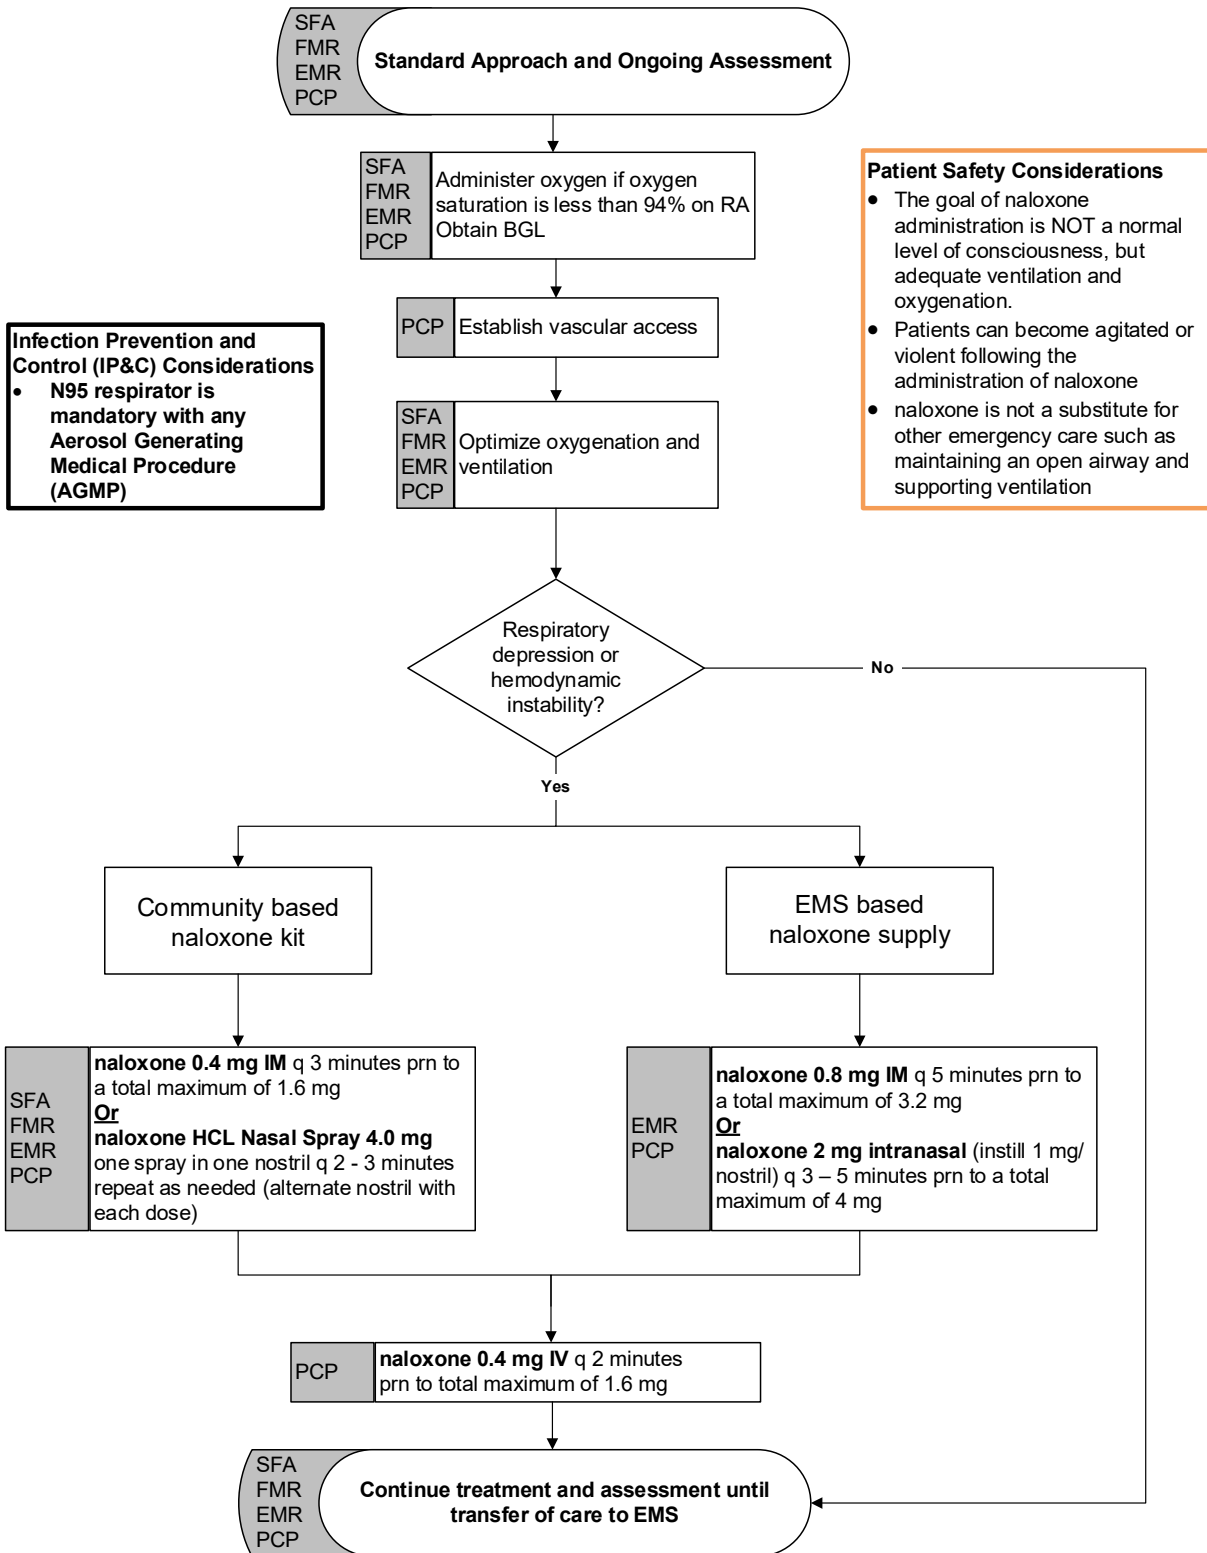 SFA
FMR
EMR
PCP
Standard Approach and Ongoing Assessment
SFA
FMR
EMR
PCP
Administer oxygen if oxygen
saturation is less than 94% on RA
Obtain BGL
Patient Safety Considerations
• The goal of naloxone
administration is NOT a normal
level of consciousness, but
adequate ventilation and
oxygenation.
• Patients can become agitated or
violent following the
administration of naloxone
• naloxone is not a substitute for
other emergency care such as
maintaining an open airway and
supporting ventilation
PCP
Establish vascular access
Infection Prevention and
Control (IP&C) Considerations
• N95 respirator is
mandatory with any
Aerosol Generating
Medical Procedure
(AGMP)
SFA
FMR
EMR
PCP
Optimize oxygenation and
ventilation
Respiratory
depression or
hemodynamic
instability?
No
Yes
Community based
naloxone kit
EMS based
naloxone supply
SFA
FMR
EMR
PCP
naloxone 0.4 mg IM q 3 minutes prn to
a total maximum of 1.6 mg
Or
naloxone HCL Nasal Spray 4.0 mg
one spray in one nostril q 2 - 3 minutes
repeat as needed (alternate nostril with
each dose)
EMR
PCP
naloxone 0.8 mg IM q 5 minutes prn to
a total maximum of 3.2 mg
Or
naloxone 2 mg intranasal (instill 1 mg/
nostril) q 3 – 5 minutes prn to a total
maximum of 4 mg
PCP
naloxone 0.4 mg IV q 2 minutes
prn to total maximum of 1.6 mg
SFA
FMR
EMR
PCP
Continue treatment and assessment until
transfer of care to EMS